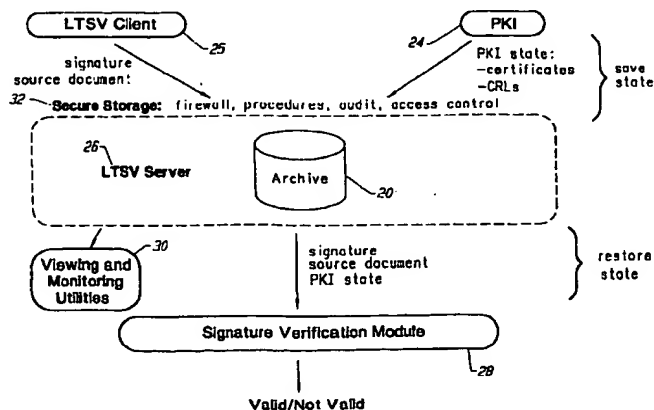 LTSV Client
25
PKI
24
signature
source document
PKI state:
-certificates
-CRLs
save
state
32
Secure Storage: firewall, procedures, audit, access control
26
LTSV Server
Archive
20
30
Viewing and
Monitoring
Utilities
signature
source document
PKI state
restore
state
Signature Verification Module
28
Valid/Not Valid